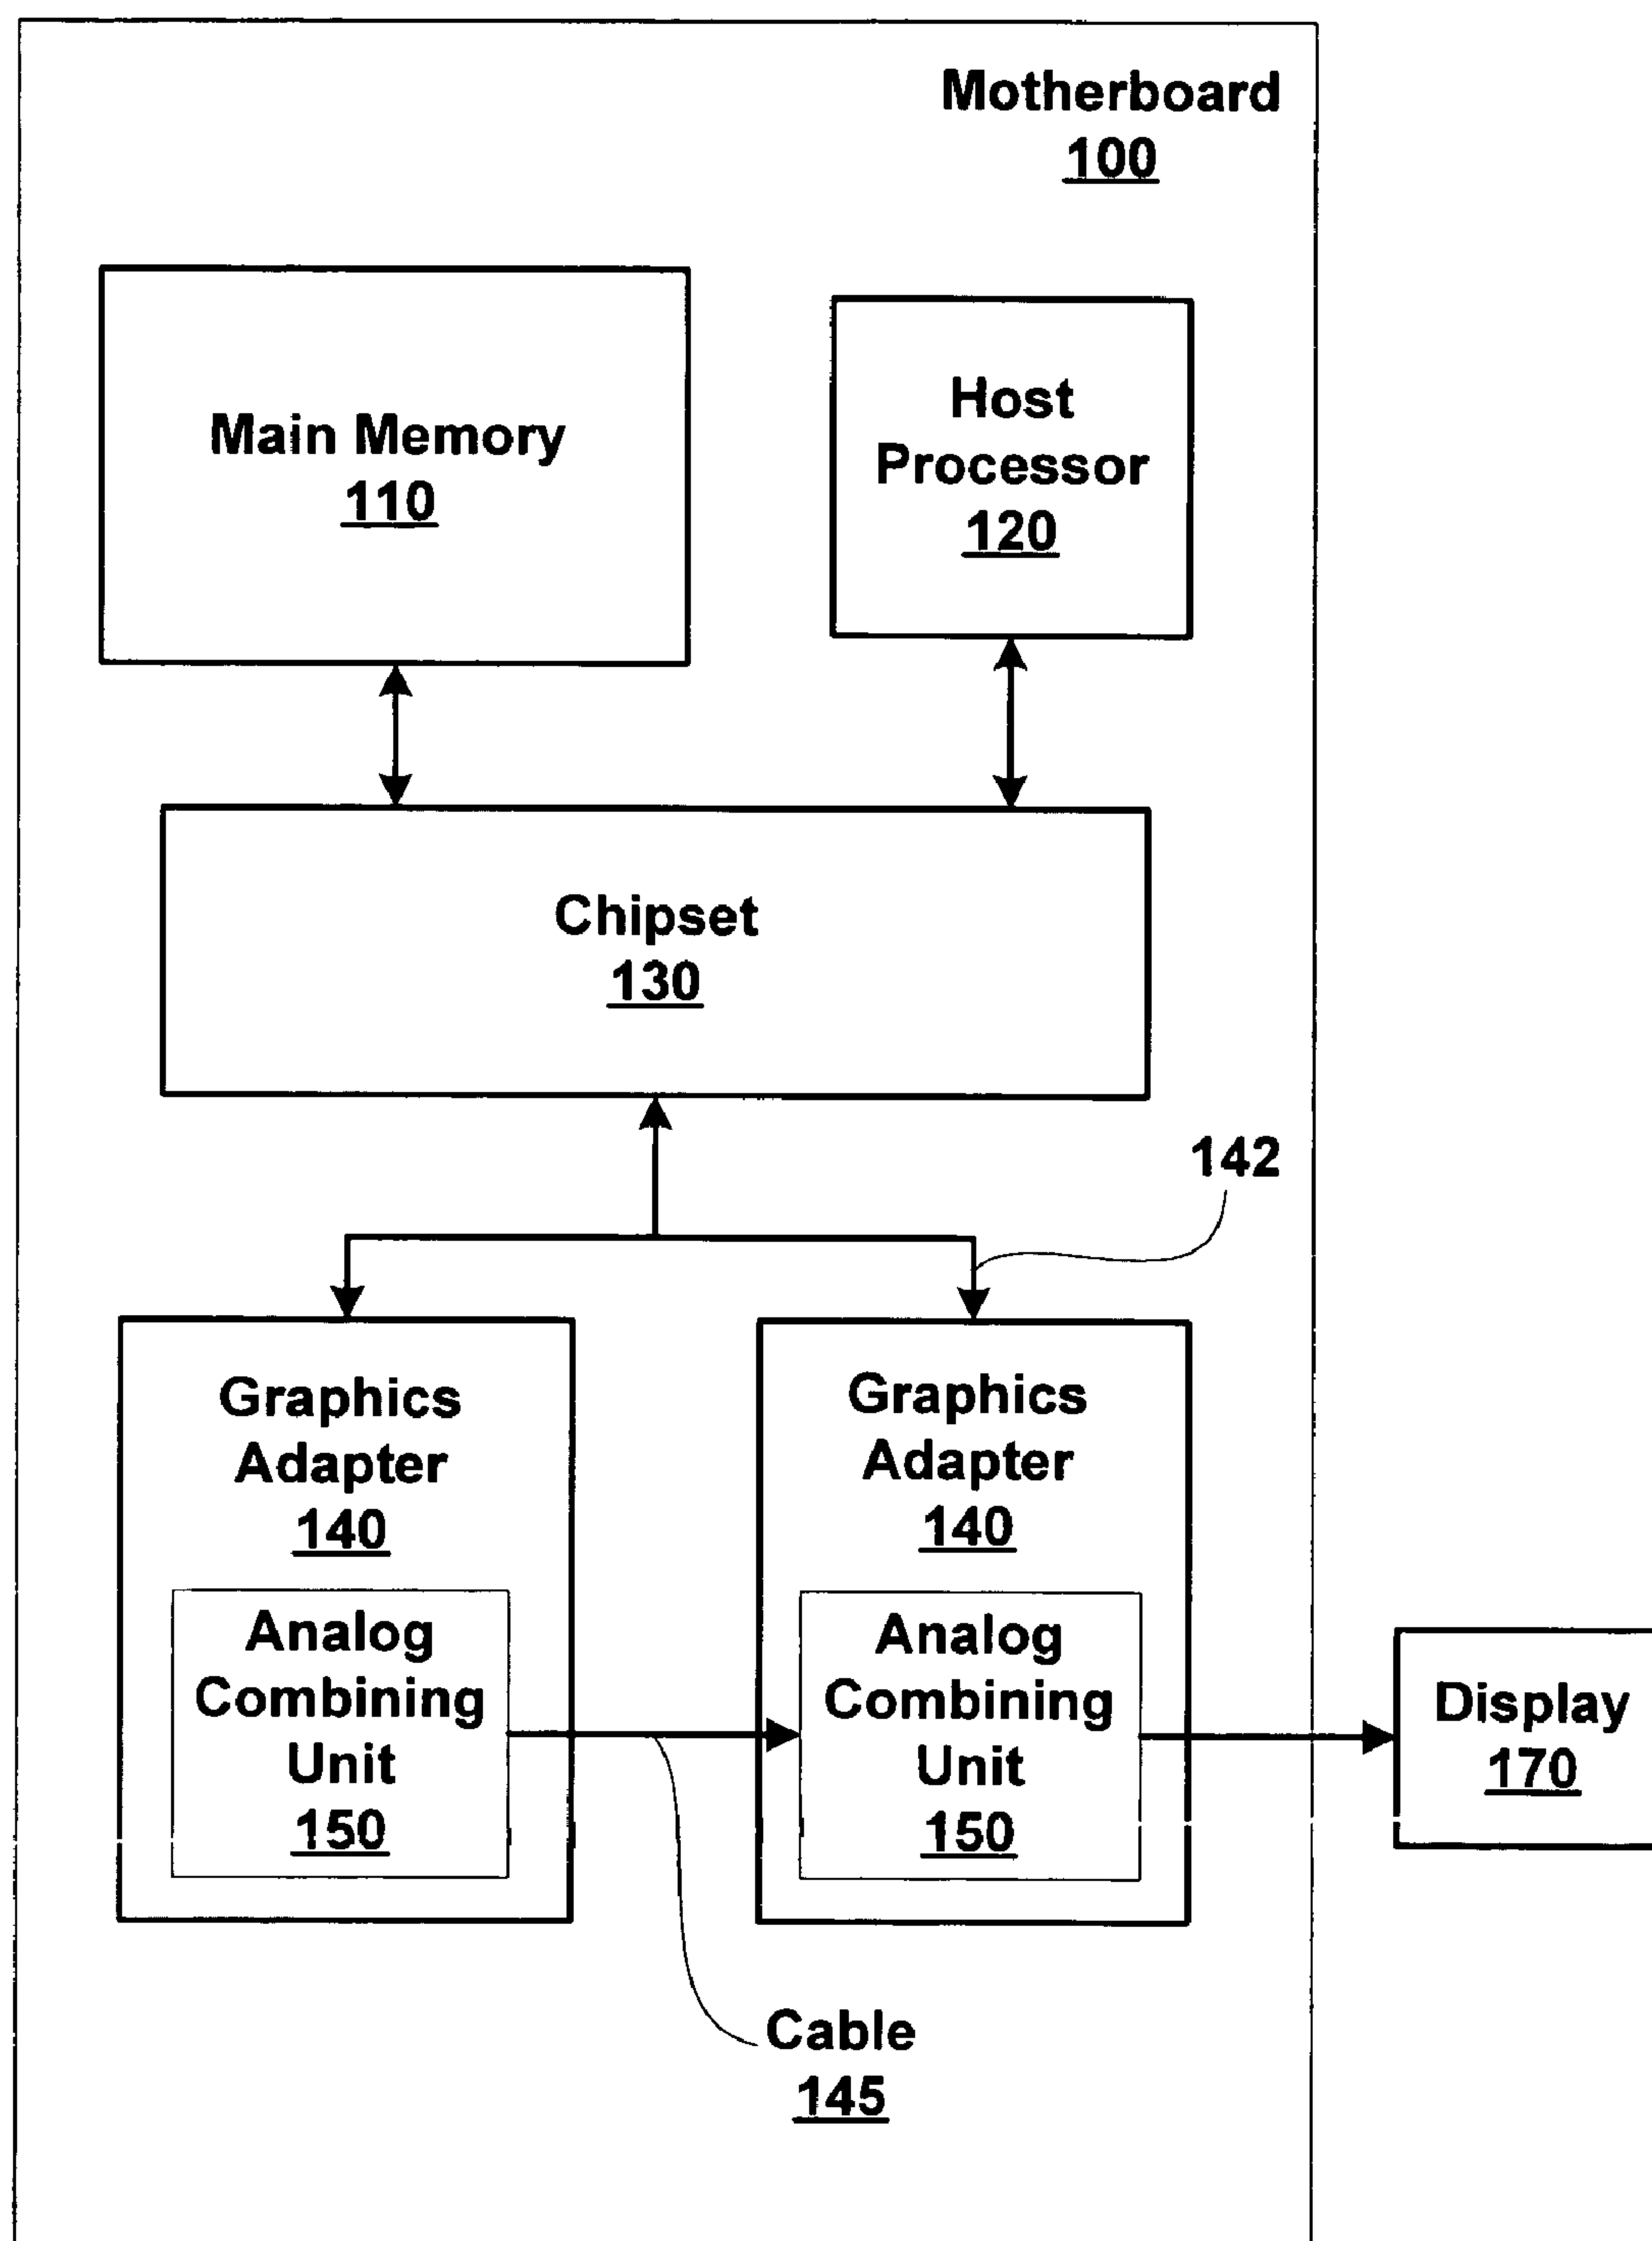 Motherboard
100
Main Memory
110
Host
Processor
120
Chipset
130
142
Graphics
Adapter
140
Graphics
Adapter
140
Analog
Combining
Unit
150
Analog
Combining
Unit
150
Display
170
Cable
145